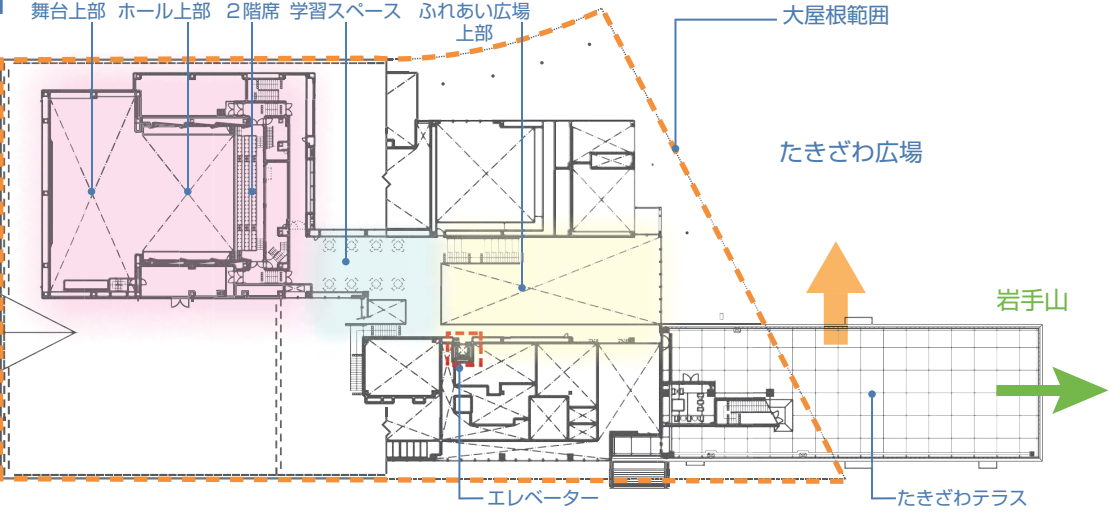 舞台上部 ホール上部 2階席 学習スペース ふれあい広場
上部
大屋根範囲
たきざわ広場
岩手山
エレベーター
たきざわテラス